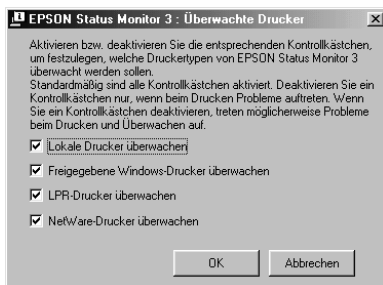 EPSON Status Monitor 3 : Überwachte Drucker
Aktivieren bzw. deaktivieren Sie die entsprechenden Kontrollkästchen,
um festzulegen, welche Druckertypen von EPSON Status Monitor 3
überwacht werden sollen.
Standardmäßig sind alle Kontrollkästchen aktiviert. Deaktivieren Sie ein
Kontrollkästchen nur, wenn beim Drucken Probleme auftreten. Wenn
Sie ein Kontrollkästchen deaktivieren, treten möglicherweise Probleme
beim Drucken und Überwachen auf.
Lokale Drucker überwachen
Freigegebene Windows-Drucker überwachen
LPR-Drucker überwachen
NetWare-Drucker überwachen
OK Abbrechen